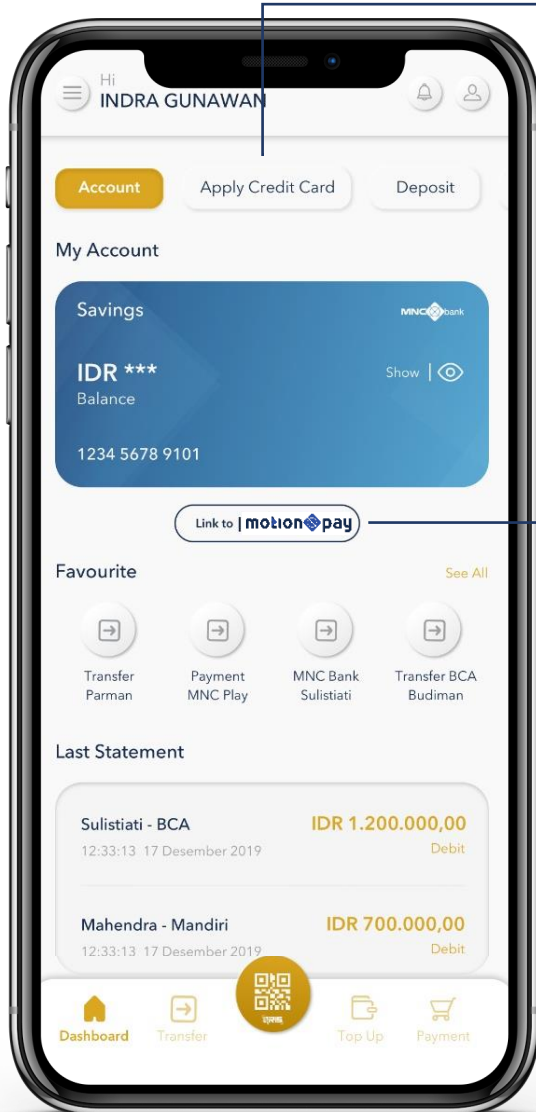 Hi
INDRA GUNAWAN
Account
Apply Credit Card
Deposit
My Account
Savings
MNC bank
IDR ***
Show |
Balance
1234 5678 9101
Link to | motion pay
Favourite
See All
Transfer
Parman
Payment
MNC Play
MNC Bank
Sulistiati
Transfer BCA
Budiman
Last Statement
Sulistiati - BCA
IDR 1.200.000,00
12:33:13 17 Desember 2019
Debit
Mahendra - Mandiri
IDR 700.000,00
12:33:13 17 Desember 2019
Debit
Dashboard
Transfer
Top Up
Payment